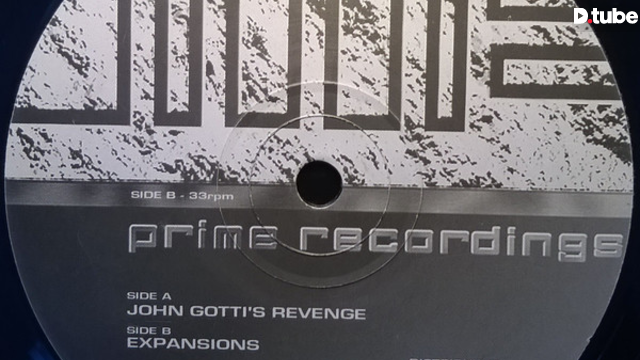 D.tube
SIDE B - 33rpm
prime recordings
SIDE A
JOHN GOTTI'S REVENGE
SIDE B
EXPANSIONS